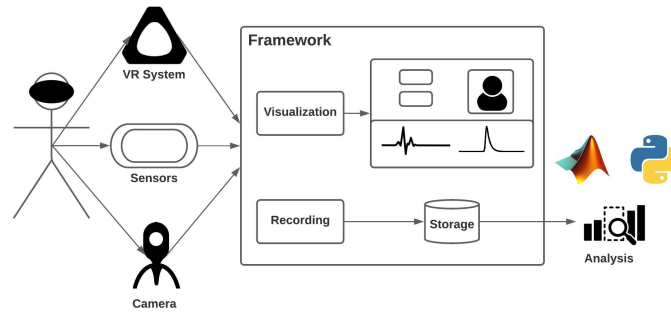 VR System
Framework
Visualization
Sensors
Recording
Storage
Camera
Analysis